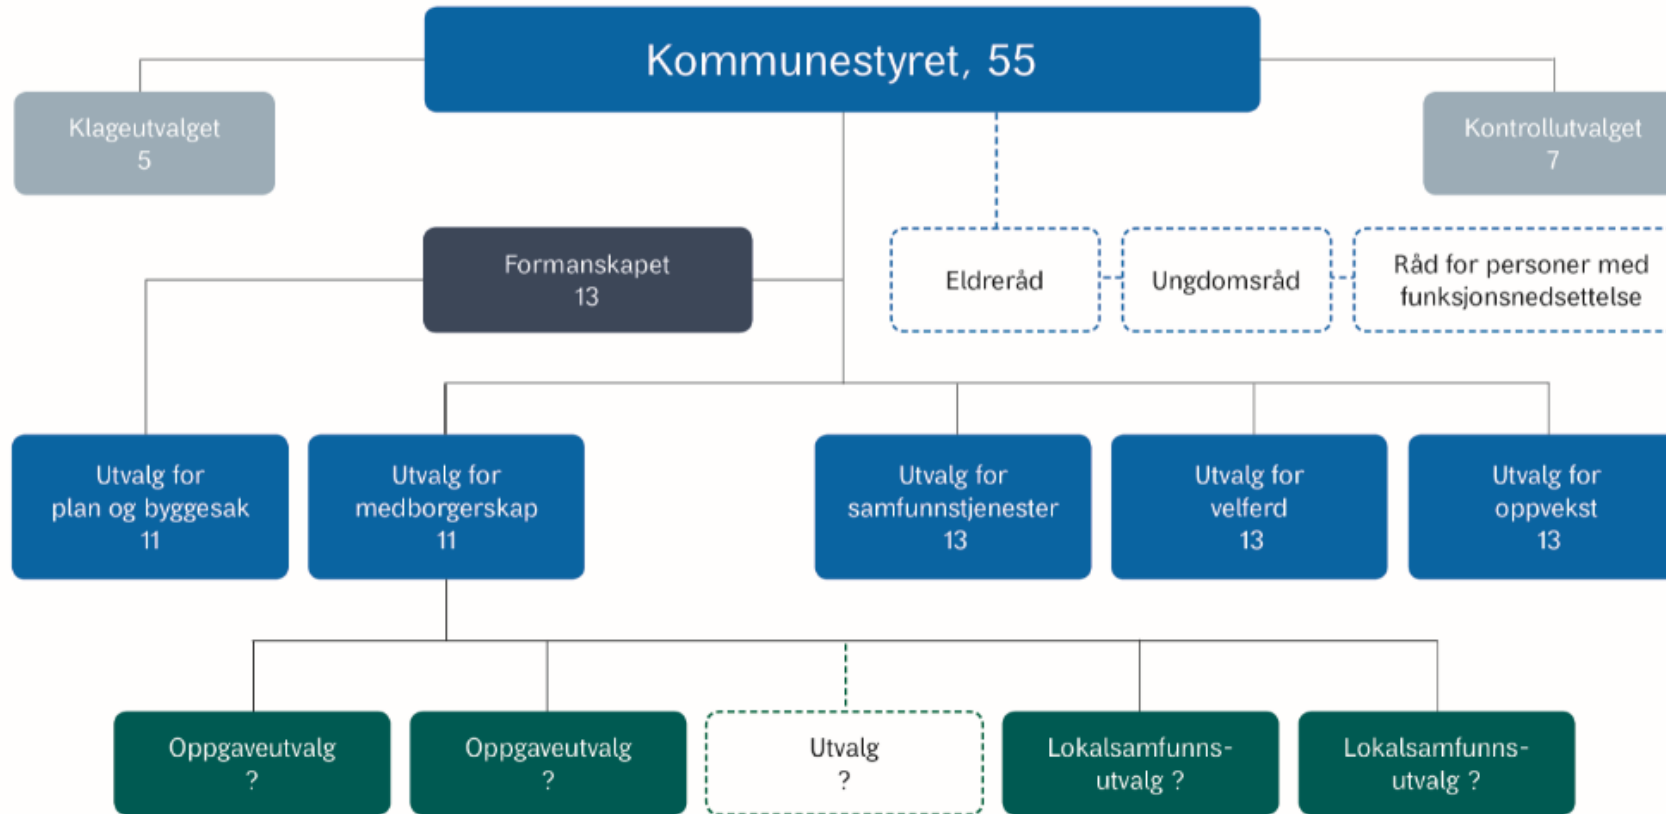 Kommunestyret, 55
Klageutvalget
5
Kontrollutvalget
7
Formanskapet
13
Eldreråd
Ungdomsråd
Råd for personer med
funksjonsnedsettelse
Utvalg for
plan og byggesak
11
Utvalg for
medborgerskap
11
Utvalg for
samfunnstjenester
13
Utvalg for
velferd
13
Utvalg for
oppvekst
13
Oppgaveutvalg
?
Oppgaveutvalg
?
Utvalg
?
Lokalsamfunns-
utvalg ?
Lokalsamfunns-
utvalg ?